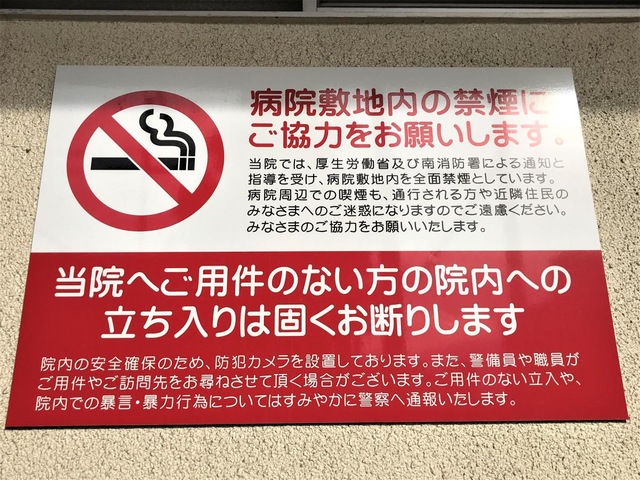 病院敷地内の禁煙に
ご協力をお願いします。
当院では、厚生労働省及び南消防署による通知と
指導を受け、病院敷地内を全面禁煙としています。
病院周辺での喫煙も、通行される方や近隣住民の
みなさまへのご迷惑になりますのでご遠慮ください。
みなさまのご協力をお願いいたします。
当院へご用件のない方の院内への
立ち入りは固くお断りします
院内の安全確保のため、防犯カメラを設置しております。また、警備員や職員が
ご用件やご訪問先をお尋ねさせて頂く場合がございます。ご用件のない立入や、
院内での暴言・暴力行為についてはすみやかに警察へ通報いたします。